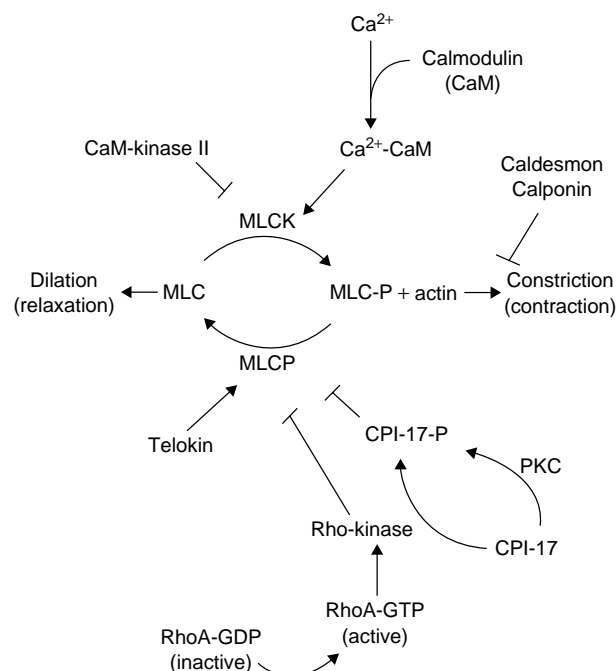 Ca²⁺
Calmodulin
(CaM)
CaM-kinase II
Ca²⁺-CaM
Caldesmon
Calponin
MLCK
Dilation
(relaxation)
MLC
MLC-P + actin
Constriction
(contraction)
MLCP
Telokin
CPI-17-P
PKC
Rho-kinase
CPI-17
RhoA-GTP
(active)
RhoA-GDP
(inactive)